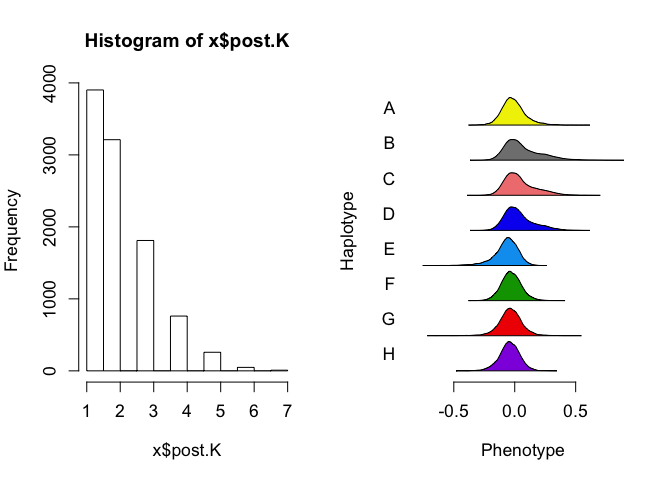 Histogram of x$post.K
Frequency
0
1000
2000
3000
4000
1 2 3 4 5 6 7
x$post.K
Haplotype
A
B
C
D
E
F
G
H
-0.5 0.0 0.5
Phenotype